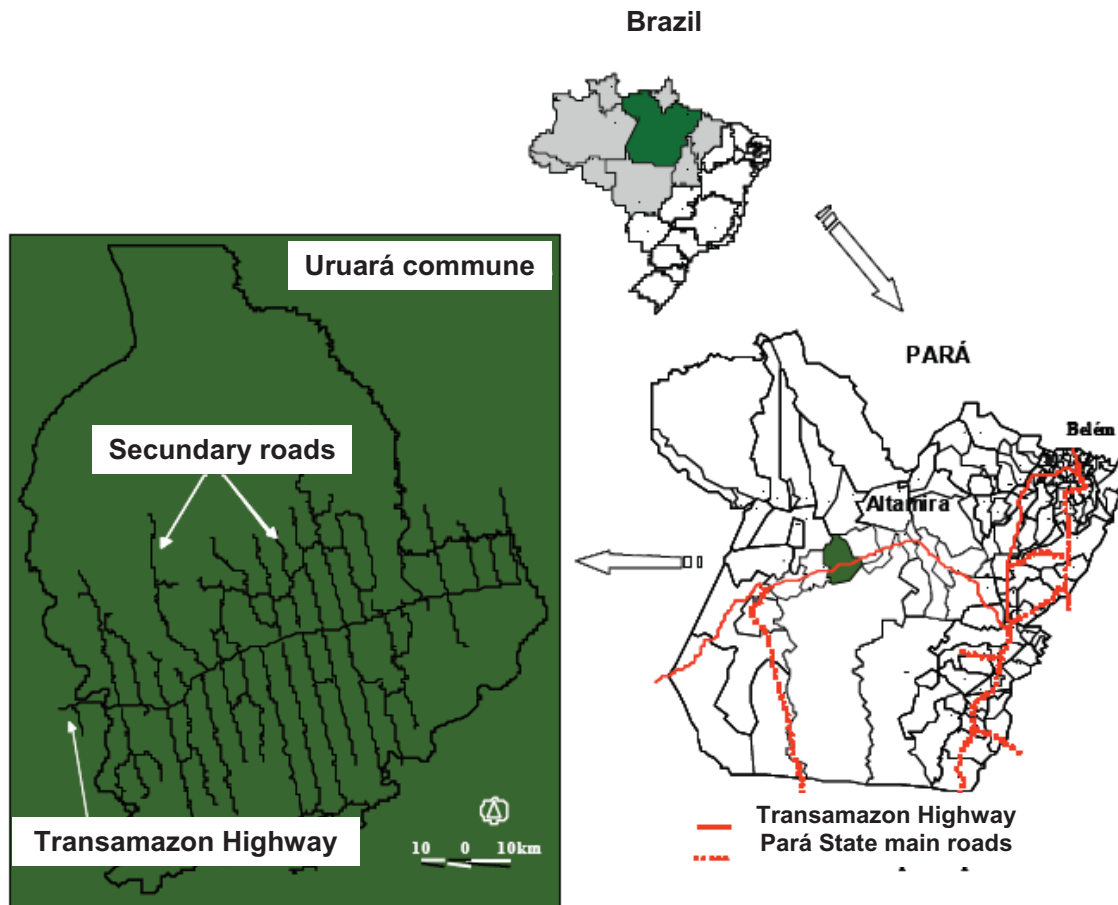 Brazil
Uruará commune
PARÁ
Secundary roads
Belém
Altamira
Transamazon Highway
10 0 10km
Transamazon Highway
Pará State main roads